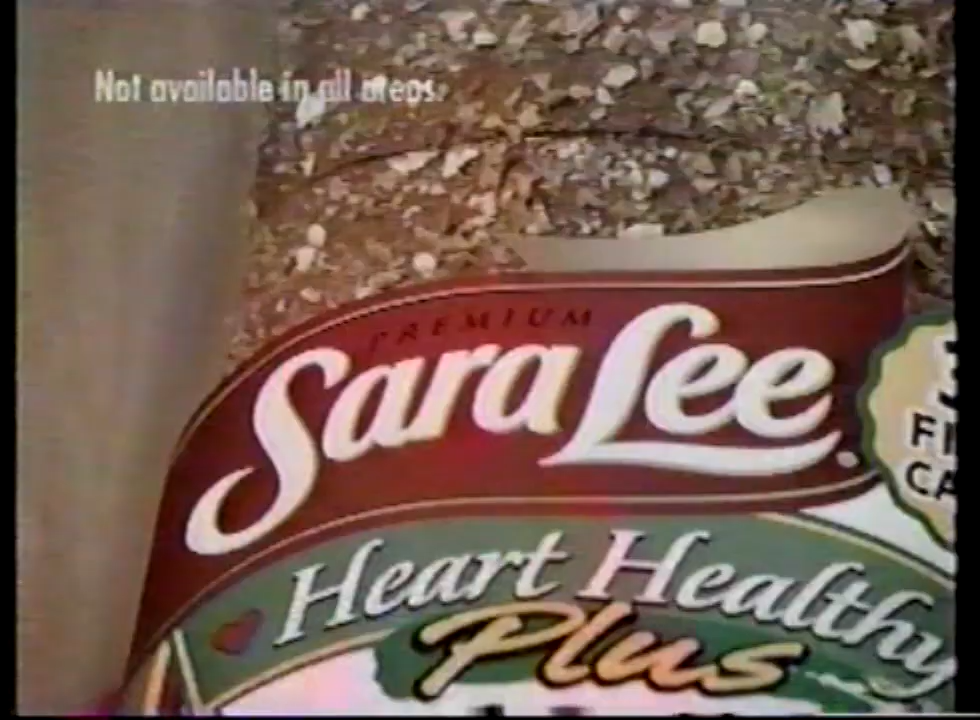 Not available in all areas.
PREMIUM
Sara Lee
Heart Healthy
Plus